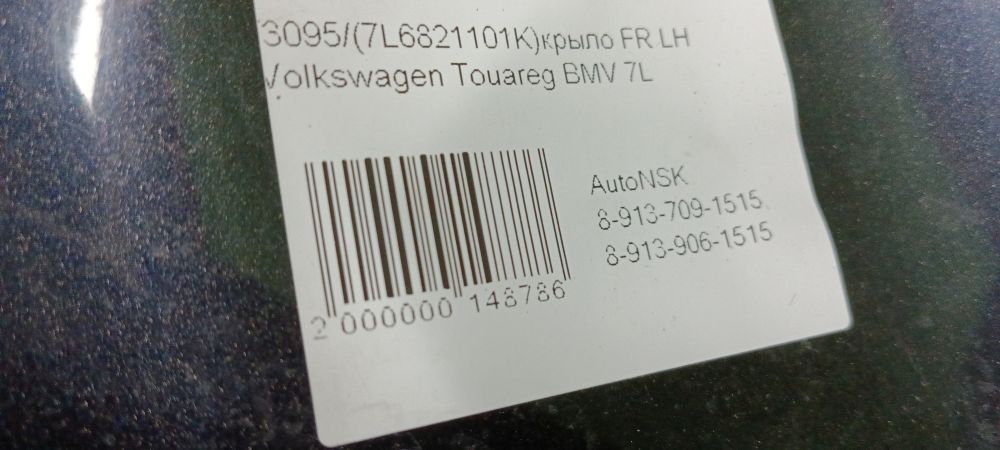 3095/(7L6821101K)крыло FR LH
Volkswagen Touareg BMV 7L
AutoNSK
8-913-709-1515,
8-913-906-1515
2 000000 148786